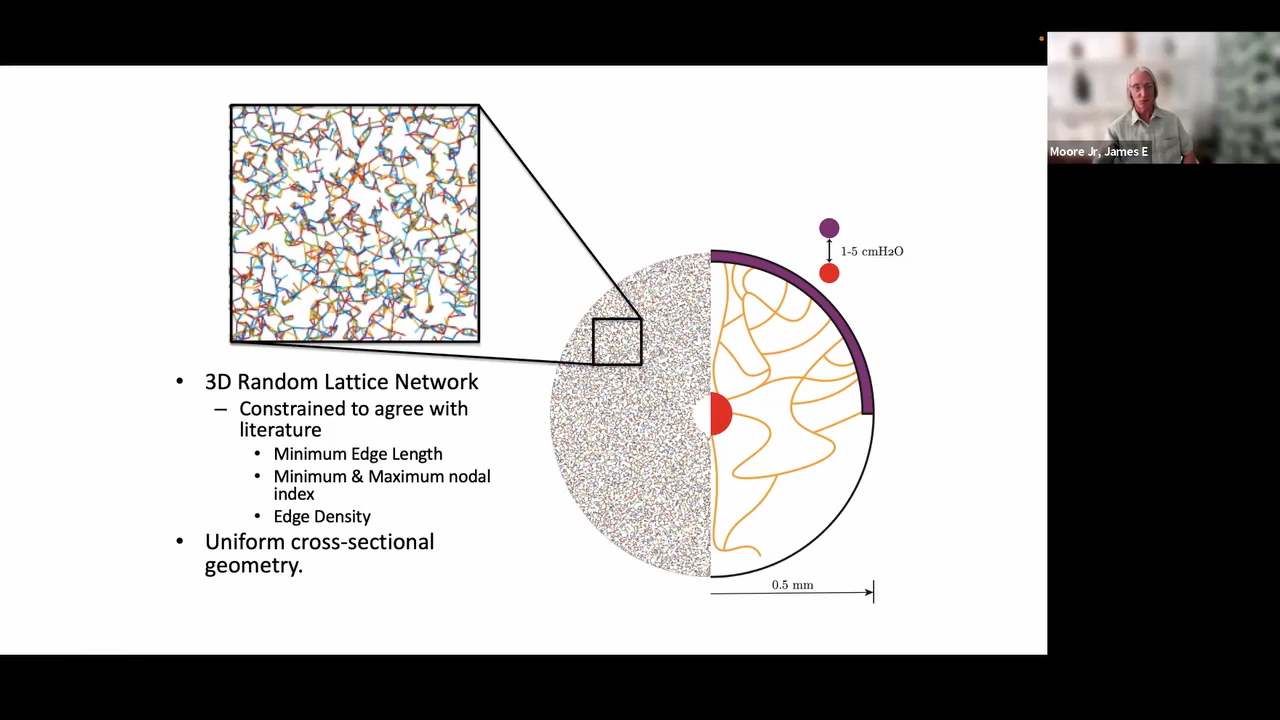 Moore Jr, James E
1-5 cmH2O
• 3D Random Lattice Network
– Constrained to agree with
literature
• Minimum Edge Length
• Minimum & Maximum nodal
index
• Edge Density
• Uniform cross-sectional
geometry.
0.5 mm